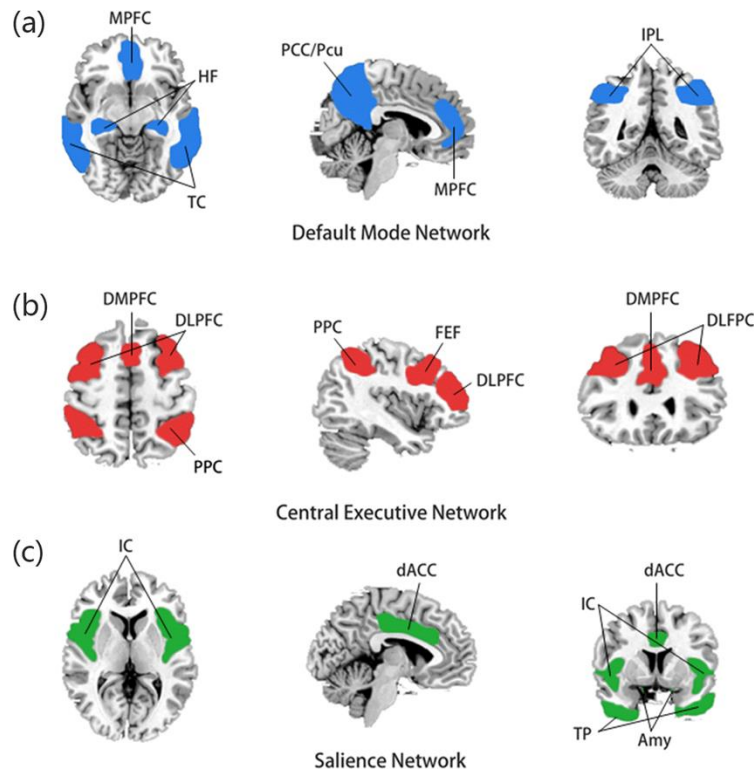 (a)
MPFC
HF
TC
PCC/Pcu
MPFC
IPL
Default Mode Network
(b)
DMPFC
DLPFC
PPC
PPC
FEF
DLPFC
DMPFC
DLFPC
Central Executive Network
(c)
IC
dACC
dACC
IC
TP
Amy
Salience Network